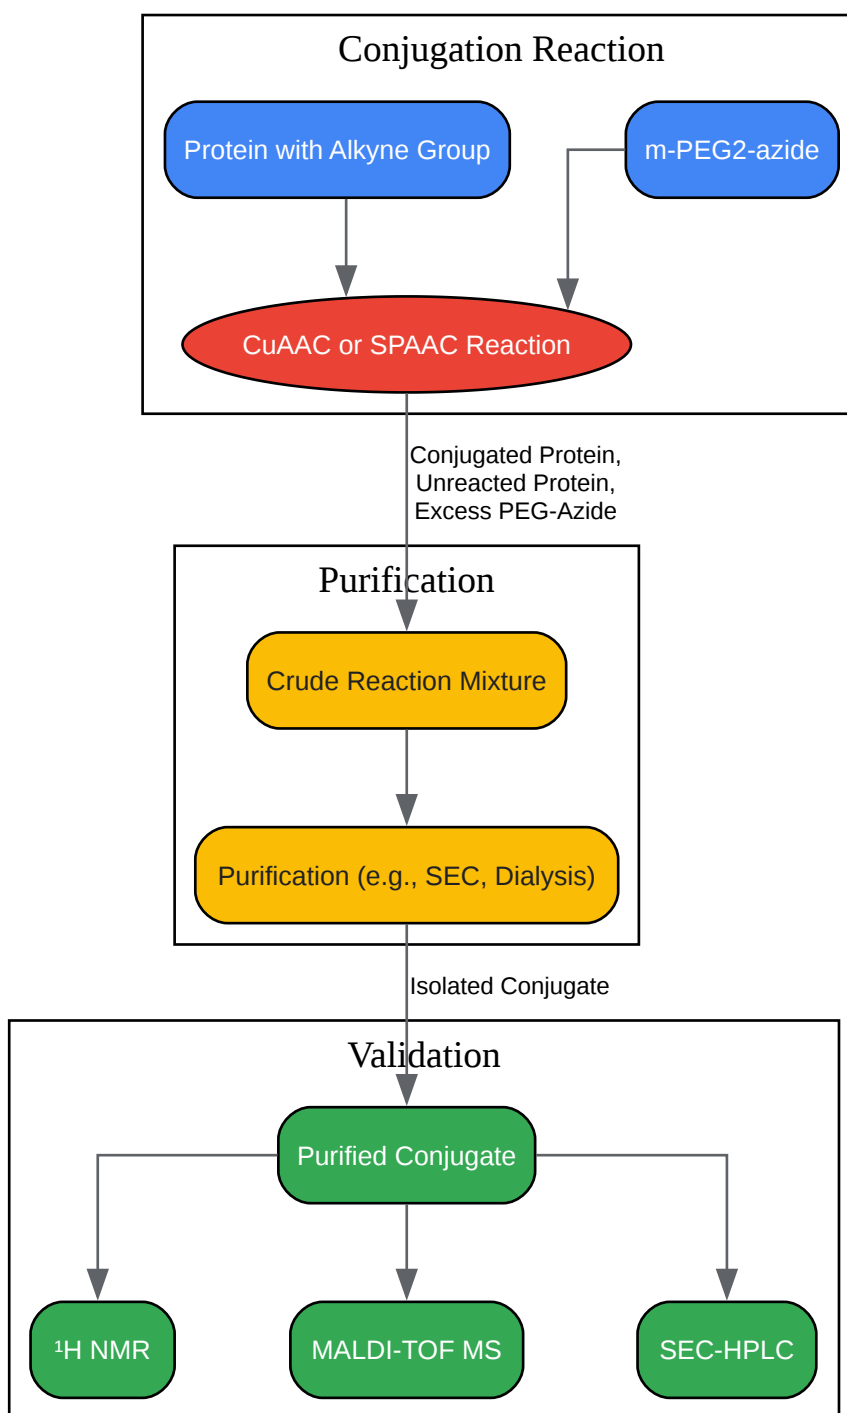 Conjugation Reaction
Protein with Alkyne Group
m-PEG2-azide
CuAAC or SPAAC Reaction
Conjugated Protein,
Unreacted Protein,
Excess PEG-Azide
Purification
Crude Reaction Mixture
Purification (e.g., SEC, Dialysis)
Isolated Conjugate
Validation
Purified Conjugate
¹H NMR
MALDI-TOF MS
SEC-HPLC